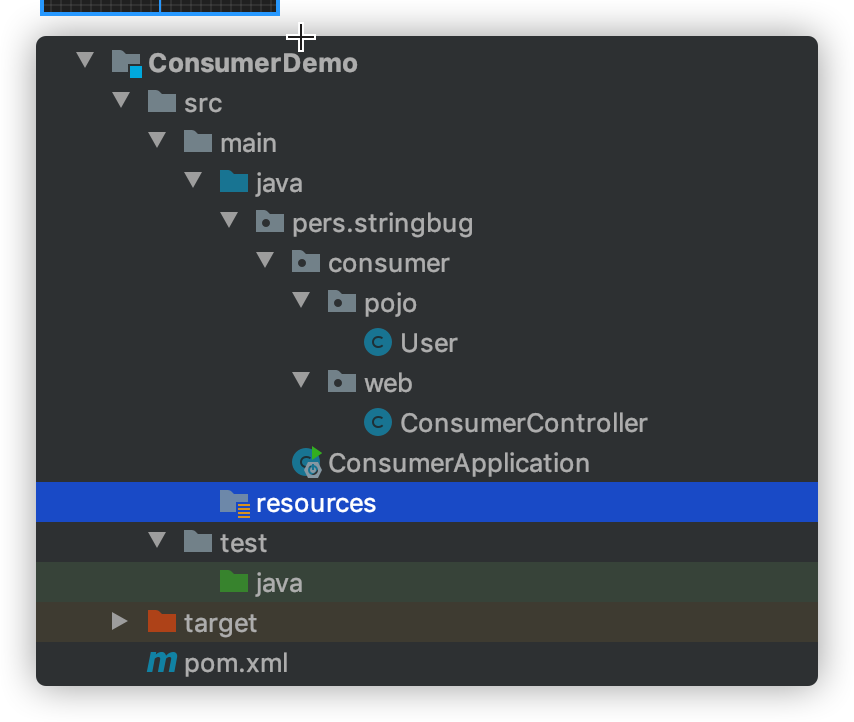 ConsumerDemo
src
main
java
pers.stringbug
consumer
pojo
C User
web
C ConsumerController
C ConsumerApplication
resources
test
java
target
m pom.xml